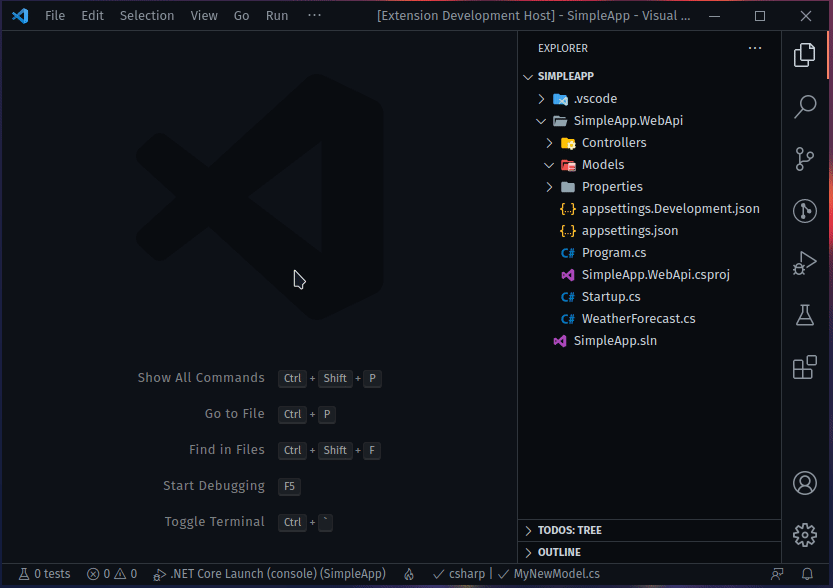 File Edit Selection View Go Run ··· [Extension Development Host] - SimpleApp - Visual ...
EXPLORER ···
SIMPLEAPP
.vscode
SimpleApp.WebApi
Controllers
Models
Properties
{..} appsettings.Development.json
{..} appsettings.json
C# Program.cs
SimpleApp.WebApi.csproj
C# Startup.cs
C# WeatherForecast.cs
SimpleApp.sln
Show All Commands Ctrl + Shift + P
Go to File Ctrl + P
Find in Files Ctrl + Shift + F
Start Debugging F5
Toggle Terminal Ctrl + `
TODOS: TREE
OUTLINE
0 tests 0 0 .NET Core Launch (console) (SimpleApp) csharp | MyNewModel.cs